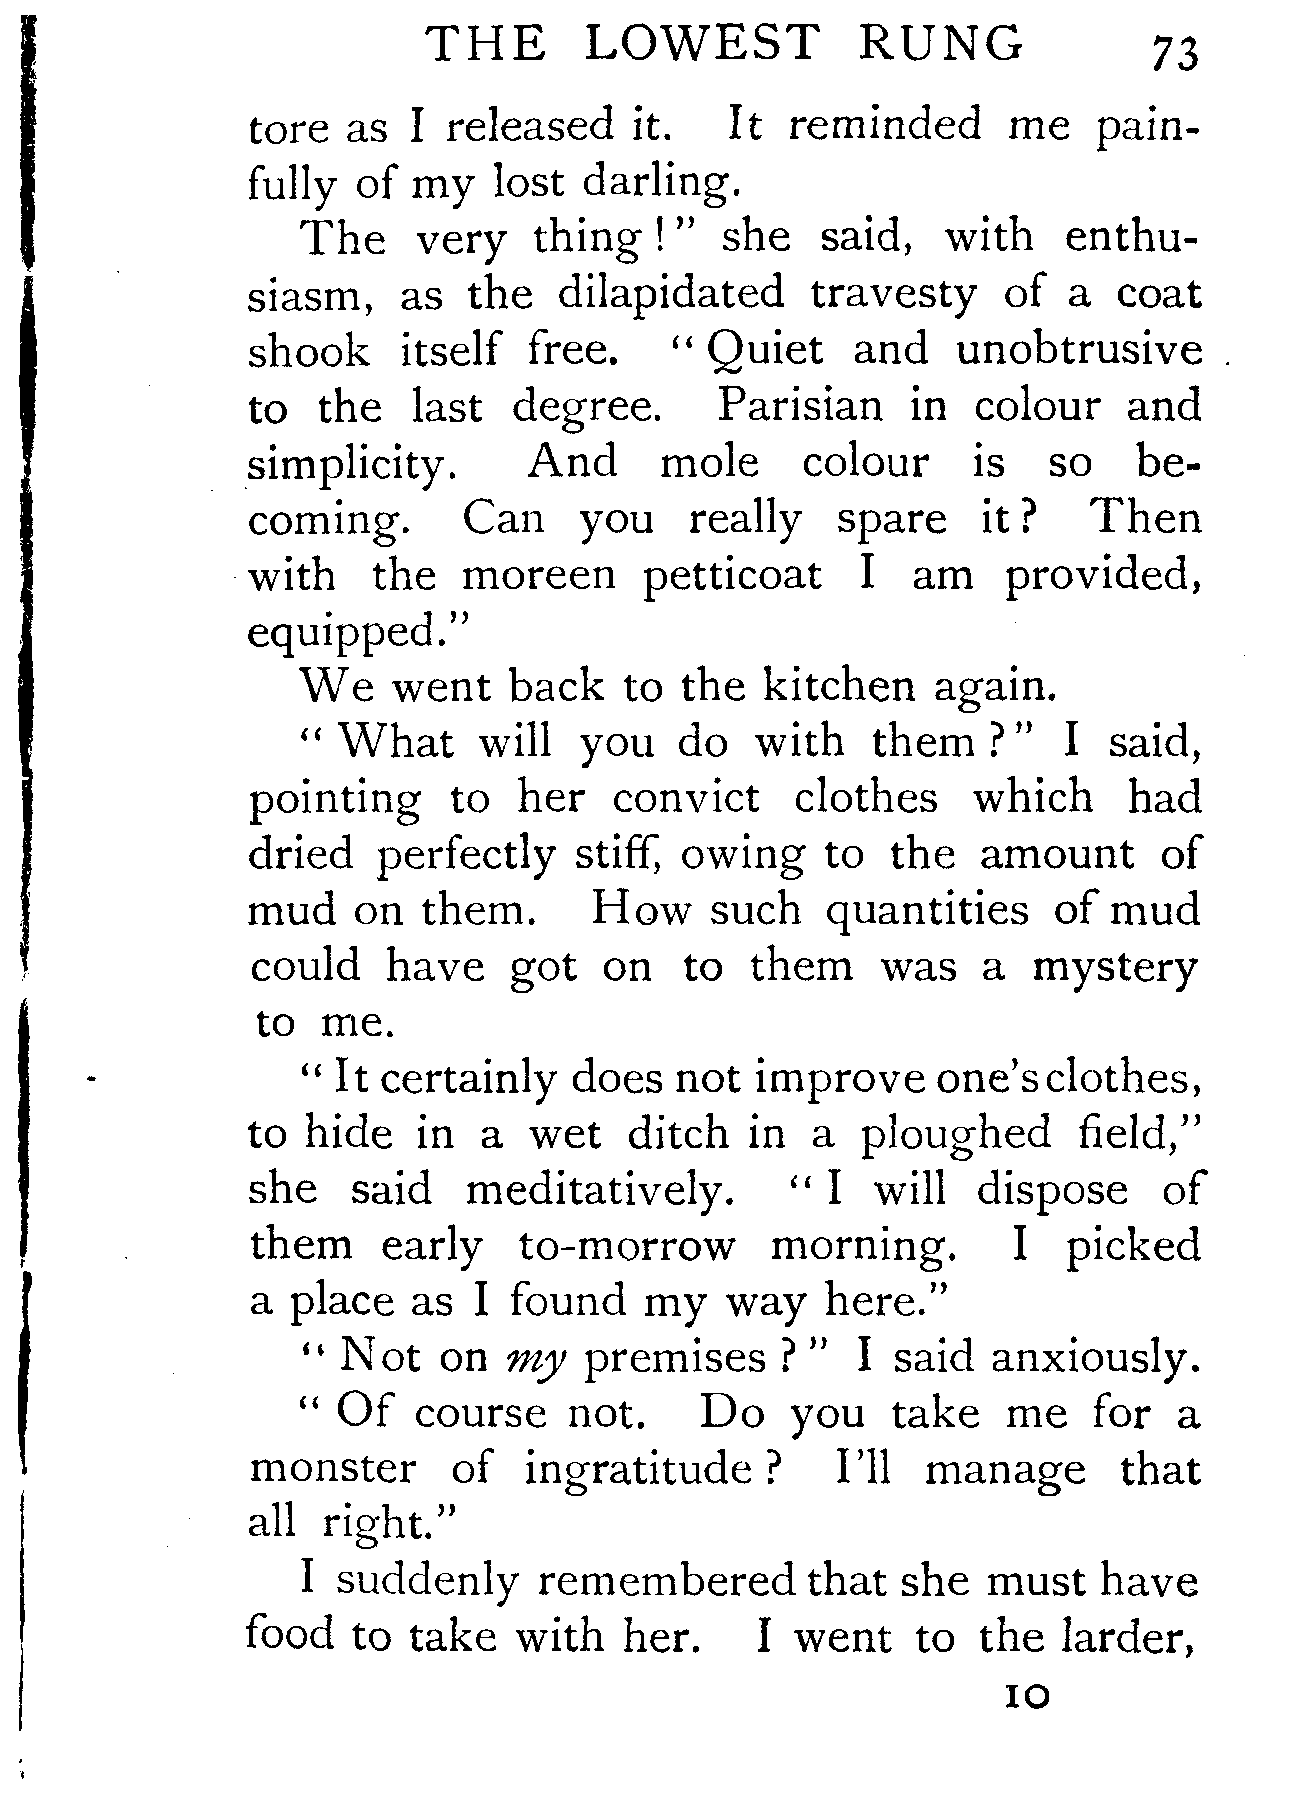 THE LOWEST RUNG 73
tore as I released it. It reminded me pain-
fully of my lost darling.
The very thing!" she said, with enthu-
siasm, as the dilapidated travesty of a coat
shook itself free. "Quiet and unobtrusive
to the last degree. Parisian in colour and
simplicity. And mole colour is so be-
coming. Can you really spare it? Then
with the moreen petticoat I am provided,
equipped."
We went back to the kitchen again.
"What will you do with them?" I said,
pointing to her convict clothes which had
dried perfectly stiff, owing to the amount of
mud on them. How such quantities of mud
could have got on to them was a mystery
to me.
"It certainly does not improve one's clothes,
to hide in a wet ditch in a ploughed field,"
she said meditatively. "I will dispose of
them early to-morrow morning. I picked
a place as I found my way here."
"Not on my premises?" I said anxiously.
"Of course not. Do you take me for a
monster of ingratitude? I'll manage that
all right."
I suddenly remembered that she must have
food to take with her. I went to the larder,
10